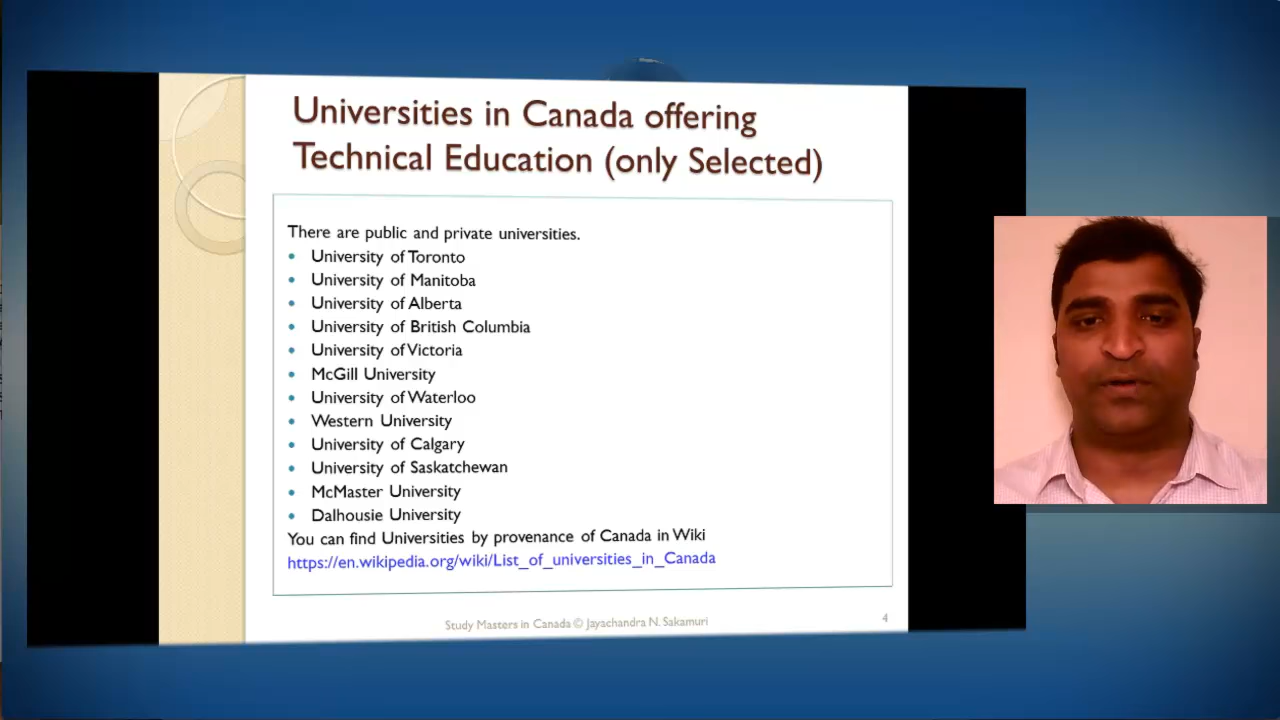 Universities in Canada offering
Technical Education (only Selected)
There are public and private universities.
• University of Toronto
• University of Manitoba
• University of Alberta
• University of British Columbia
• University of Victoria
• McGill University
• University of Waterloo
• Western University
• University of Calgary
• University of Saskatchewan
• McMaster University
• Dalhousie University
You can find Universities by provenance of Canada in Wiki
https://en.wikipedia.org/wiki/List_of_universities_in_Canada
Study Masters in Canada © Jayachandra N. Sakamuri
4